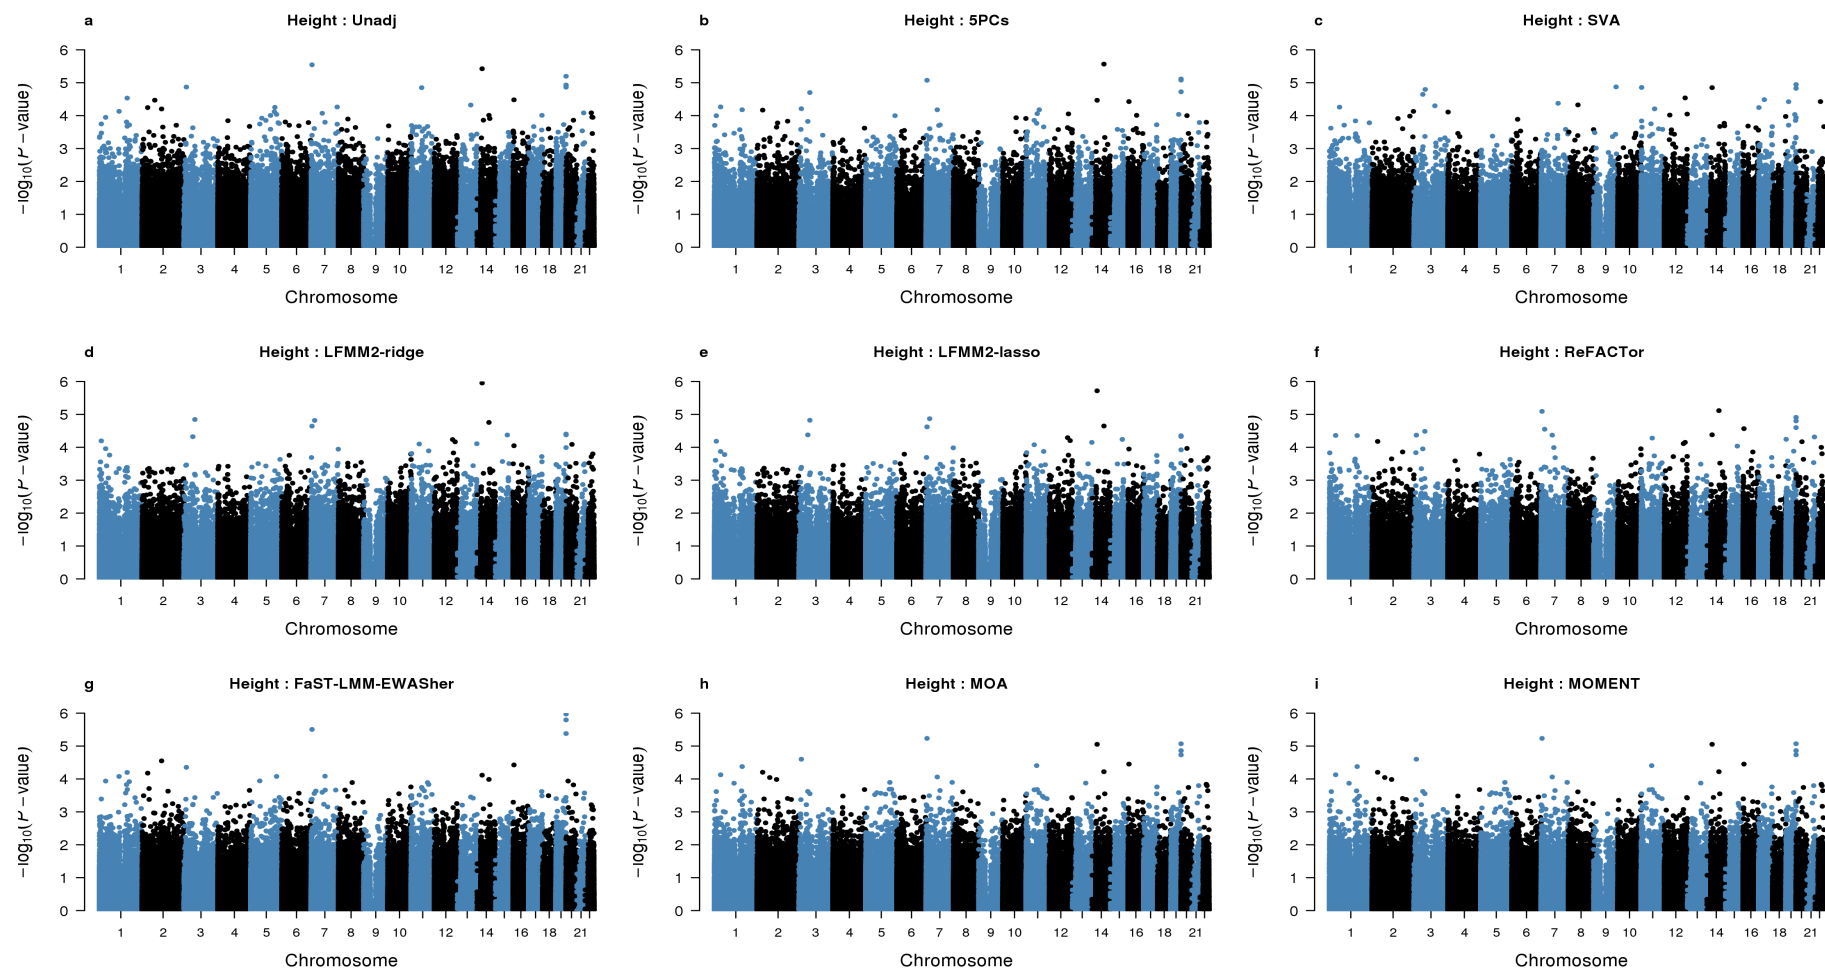 a Height : Unadj
6
5
4
3
2
1
0
−log10(P−value)
1 2 3 4 5 6 7 8 9 10 12 14 16 18 21
Chromosome
b Height : 5PCs
6
5
4
3
2
1
0
−log10(P−value)
1 2 3 4 5 6 7 8 9 10 12 14 16 18 21
Chromosome
c Height : SVA
6
5
4
3
2
1
0
−log10(P−value)
1 2 3 4 5 6 7 8 9 10 12 14 16 18 21
Chromosome
d Height : LFMM2-ridge
6
5
4
3
2
1
0
−log10(P−value)
1 2 3 4 5 6 7 8 9 10 12 14 16 18 21
Chromosome
e Height : LFMM2-lasso
6
5
4
3
2
1
0
−log10(P−value)
1 2 3 4 5 6 7 8 9 10 12 14 16 18 21
Chromosome
f Height : ReFACTor
6
5
4
3
2
1
0
−log10(P−value)
1 2 3 4 5 6 7 8 9 10 12 14 16 18 21
Chromosome
g Height : FaST-LMM-EWASher
6
5
4
3
2
1
0
−log10(P−value)
1 2 3 4 5 6 7 8 9 10 12 14 16 18 21
Chromosome
h Height : MOA
6
5
4
3
2
1
0
−log10(P−value)
1 2 3 4 5 6 7 8 9 10 12 14 16 18 21
Chromosome
i Height : MOMENT
6
5
4
3
2
1
0
−log10(P−value)
1 2 3 4 5 6 7 8 9 10 12 14 16 18 21
Chromosome